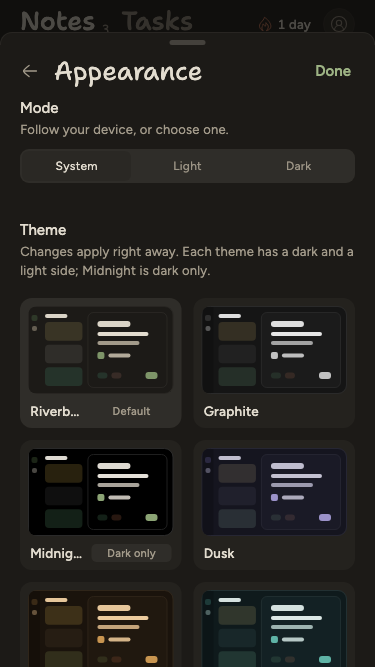 Notes 3 Tasks
1 day
Appearance
Done
Mode
Follow your device, or choose one.
System
Light
Dark
Theme
Changes apply right away. Each theme has a dark and a
light side; Midnight is dark only.
Riverb...
Default
Graphite
Midnig...
Dark only
Dusk